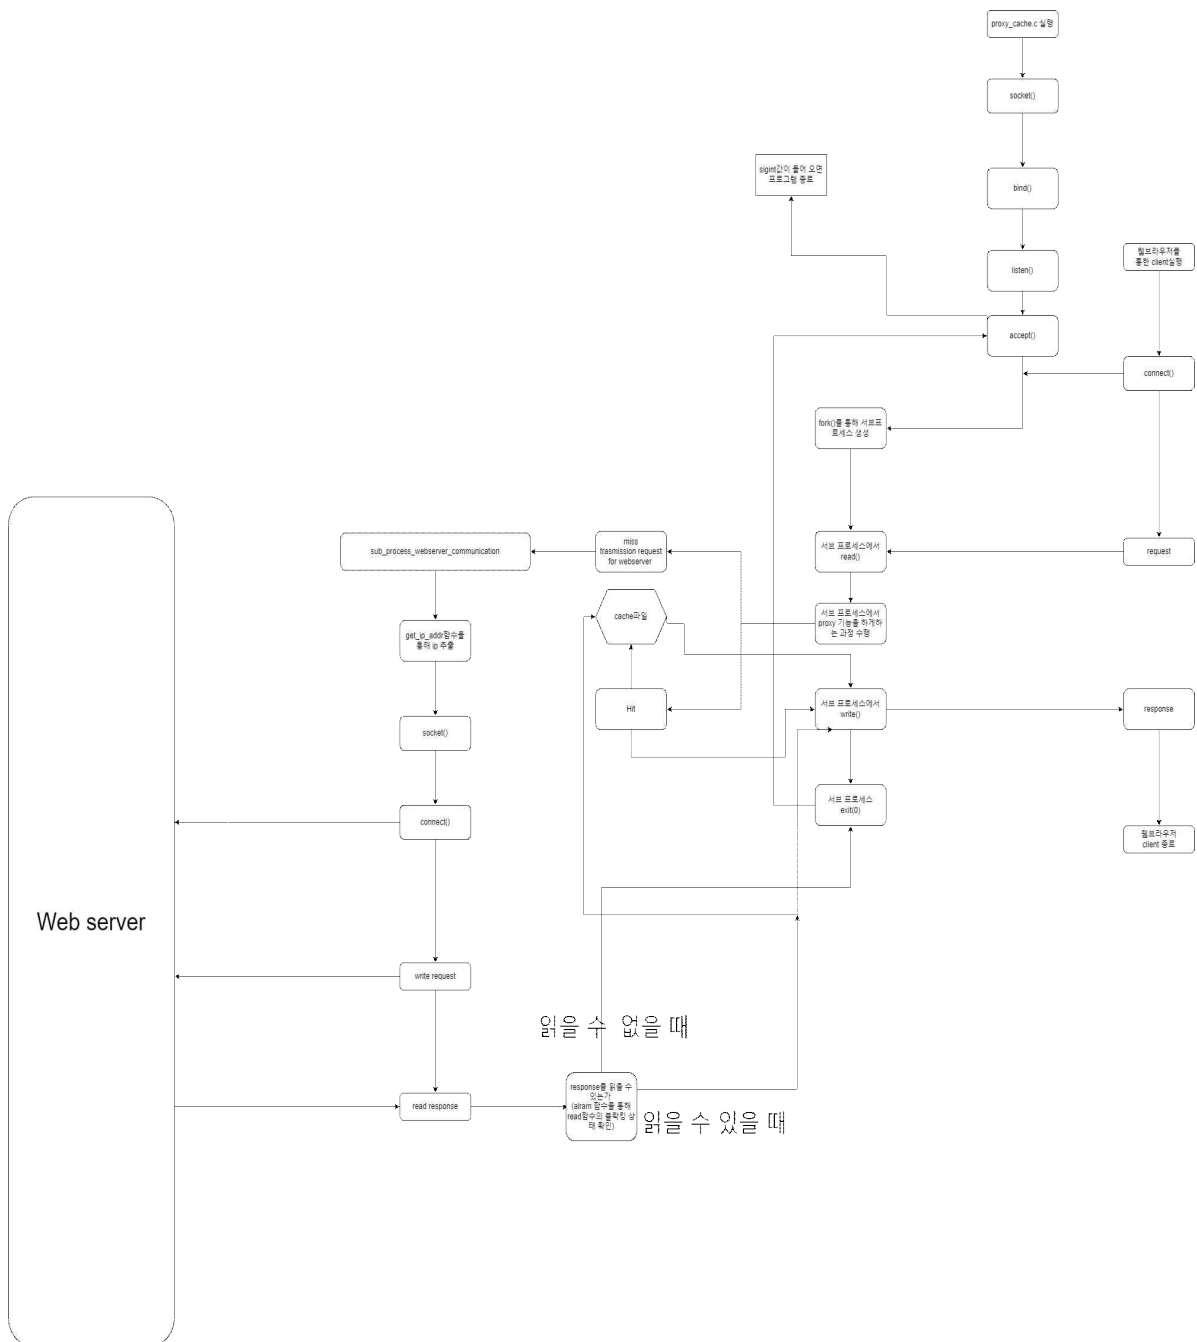 proxy_cache.c 실행
socket()
sigint값이 들어 오면
프로그램 종료
bind()
listen()
웹브라우저를
통한 client실행
accept()
connect()
fork()를 통해 서브프
로세스 생성
sub_process_webserver_communication
miss
trasmission request
for webserver
서브 프로세스에서
read()
request
cache파일
서브 프로세스에서
proxy 기능을 하게하
는 과정 수행
get_ip_addr함수를
통해 ip 추출
Hit
서브 프로세스에서
write()
response
socket()
서브 프로세스
exit(0)
connect()
웹브라우저
client 종료
Web server
write request
읽을 수 없을 때
response를 읽을 수
있는가
(alram 함수를 통해
read함수의 블락킹 상
태 확인)
read response
읽을 수 있을 때